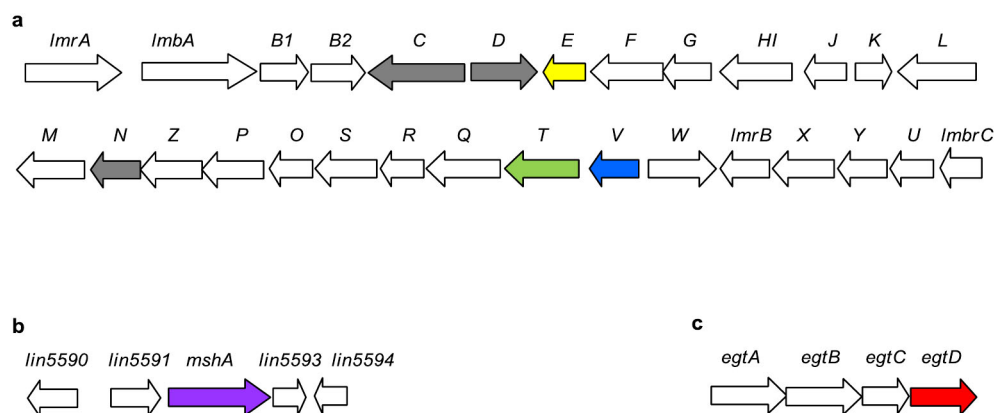 a
lmrA lmbA B1 B2 C D E F G HI J K L
M N Z P O S R Q T V W lmrB X Y U lmbrC
b c
lin5590 lin5591 mshA lin5593 lin5594
egtA egtB egtC egtD